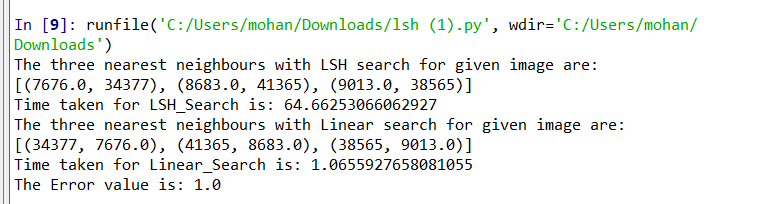 In [9]: runfile('C:/Users/mohan/Downloads/lsh (1).py', wdir='C:/Users/mohan/
Downloads')
The three nearest neighbours with LSH search for given image are:
[(7676.0, 34377), (8683.0, 41365), (9013.0, 38565)]
Time taken for LSH_Search is: 64.66253066062927
The three nearest neighbours with Linear search for given image are:
[(34377, 7676.0), (41365, 8683.0), (38565, 9013.0)]
Time taken for Linear_Search is: 1.0655927658081055
The Error value is: 1.0